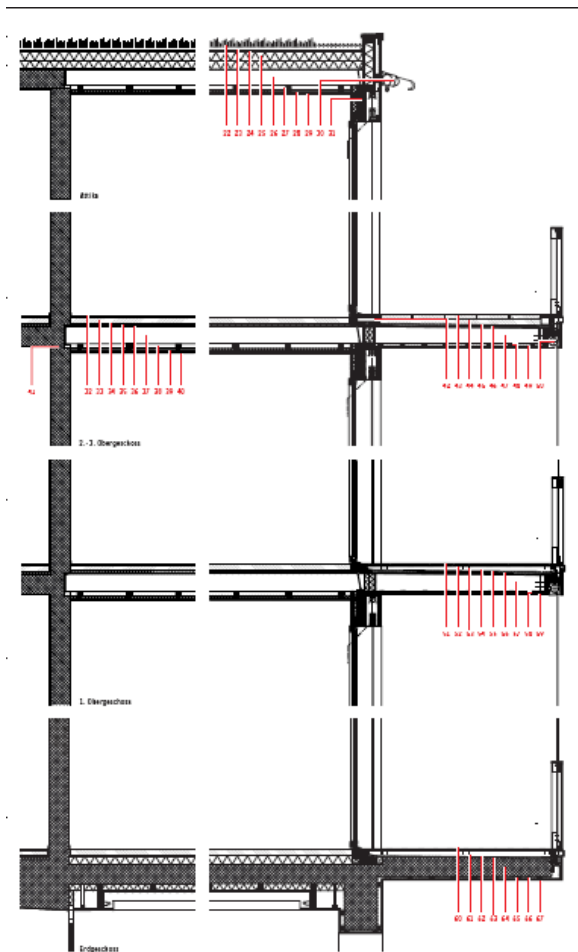 22 23 24 25 26 27 28 29 30 31
Attika
41 32 33 34 35 36 37 38 39 40 42 43 44 45 46 47 48 49 50
2.-3. Obergeschoss
51 52 53 54 55 56 57 58 59
1. Obergeschoss
60 61 62 63 64 65 66 67
Erdgeschoss